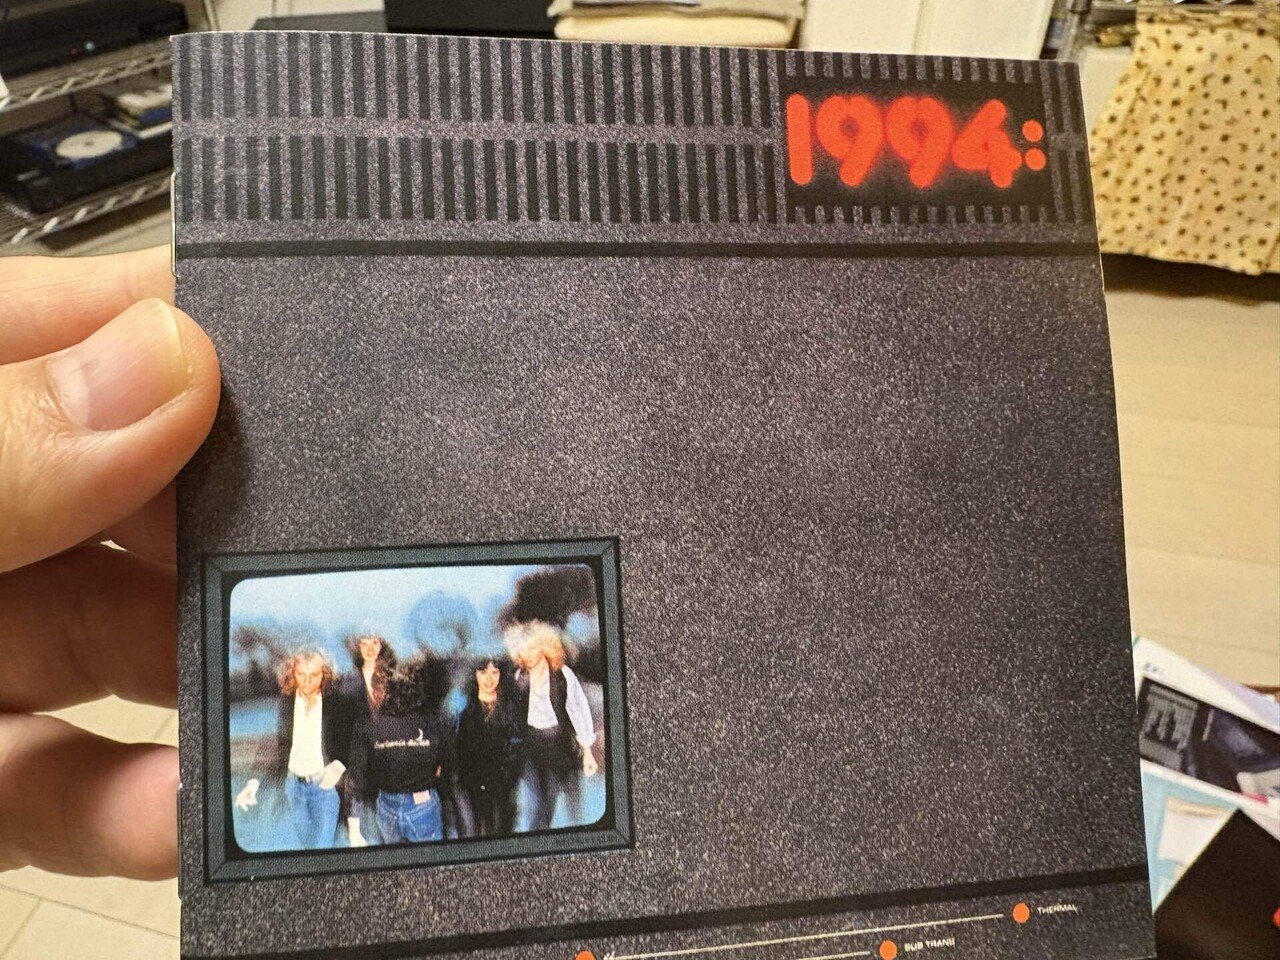 1994:
THERMAL
SUB TRANS